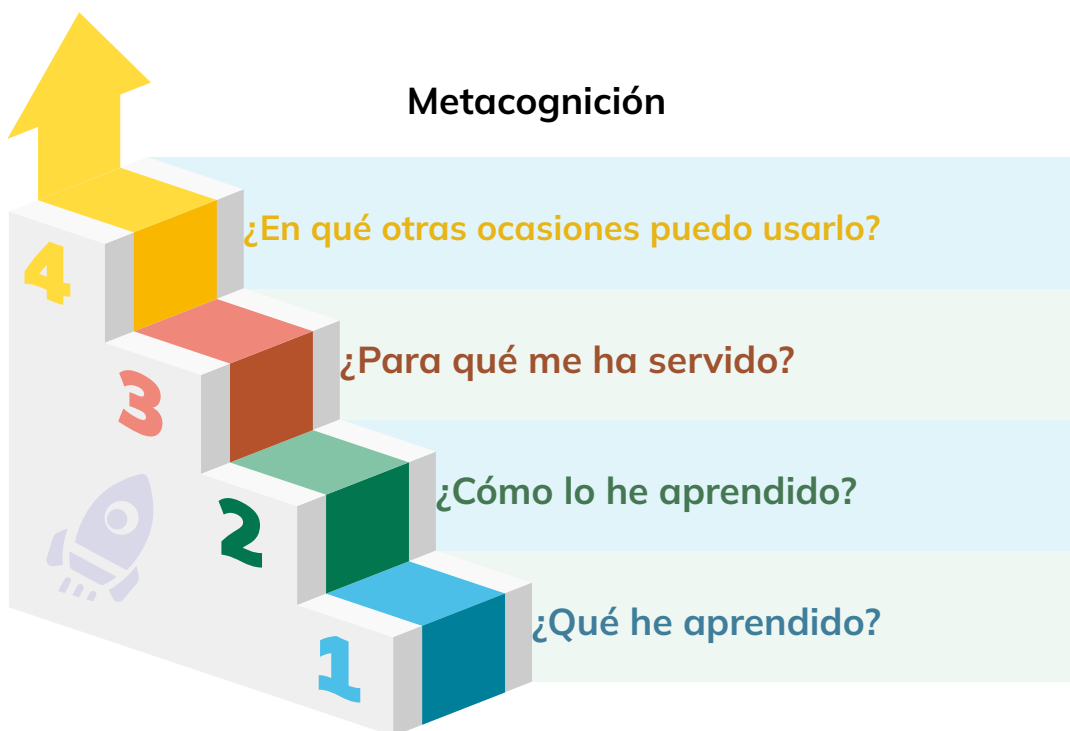 Metacognición
4
¿En qué otras ocasiones puedo usarlo?
3
¿Para qué me ha servido?
2
¿Cómo lo he aprendido?
1
¿Qué he aprendido?